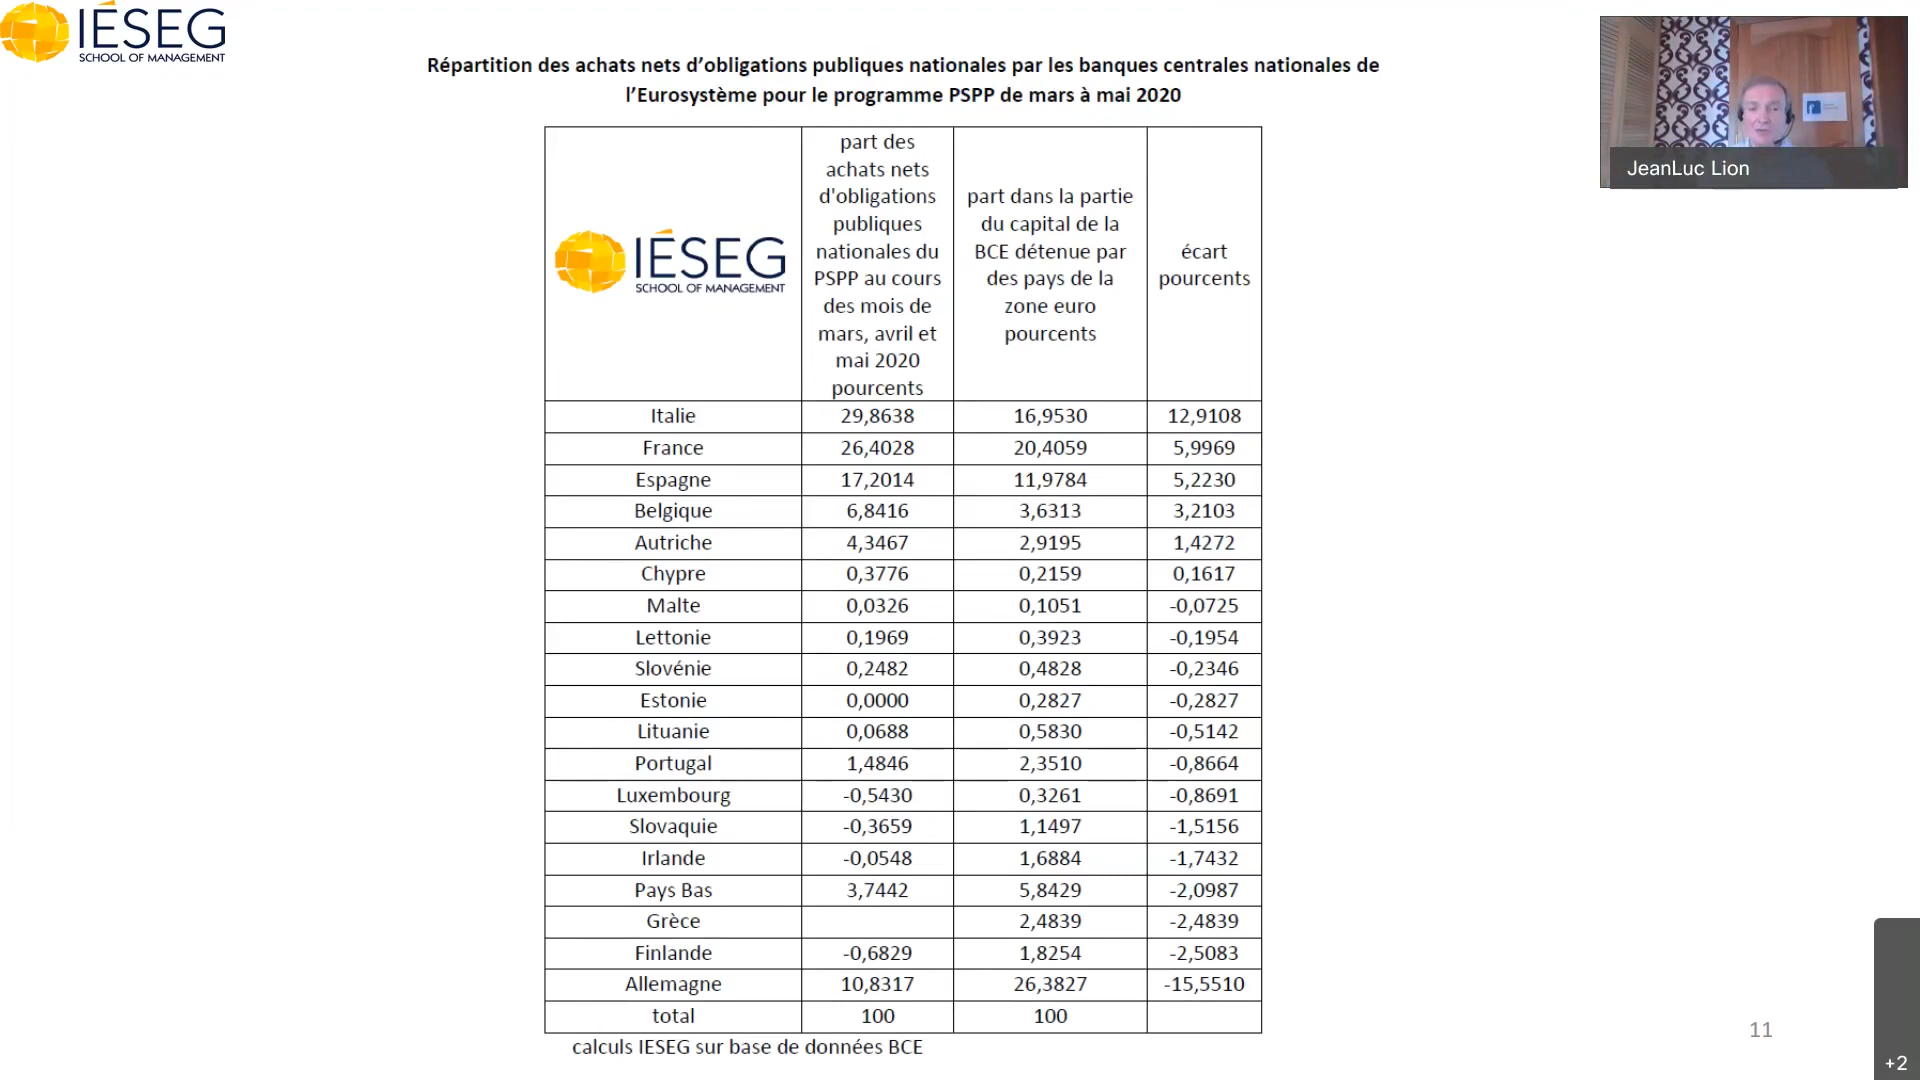 IÉSEG
SCHOOL OF MANAGEMENT
Répartition des achats nets d’obligations publiques nationales par les banques centrales nationales de
l’Eurosystème pour le programme PSPP de mars à mai 2020
JeanLuc Lion
IÉSEG
SCHOOL OF MANAGEMENT
part des
achats nets
d'obligations
publiques
nationales du
PSPP au cours
des mois de
mars, avril et
mai 2020
pourcents
part dans la partie
du capital de la
BCE détenue par
des pays de la
zone euro
pourcents
écart
pourcents
Italie 29,8638 16,9530 12,9108
France 26,4028 20,4059 5,9969
Espagne 17,2014 11,9784 5,2230
Belgique 6,8416 3,6313 3,2103
Autriche 4,3467 2,9195 1,4272
Chypre 0,3776 0,2159 0,1617
Malte 0,0326 0,1051 -0,0725
Lettonie 0,1969 0,3923 -0,1954
Slovénie 0,2482 0,4828 -0,2346
Estonie 0,0000 0,2827 -0,2827
Lituanie 0,0688 0,5830 -0,5142
Portugal 1,4846 2,3510 -0,8664
Luxembourg -0,5430 0,3261 -0,8691
Slovaquie -0,3659 1,1497 -1,5156
Irlande -0,0548 1,6884 -1,7432
Pays Bas 3,7442 5,8429 -2,0987
Grèce 2,4839 -2,4839
Finlande -0,6829 1,8254 -2,5083
Allemagne 10,8317 26,3827 -15,5510
total 100 100
calculs IESEG sur base de données BCE
11
+2